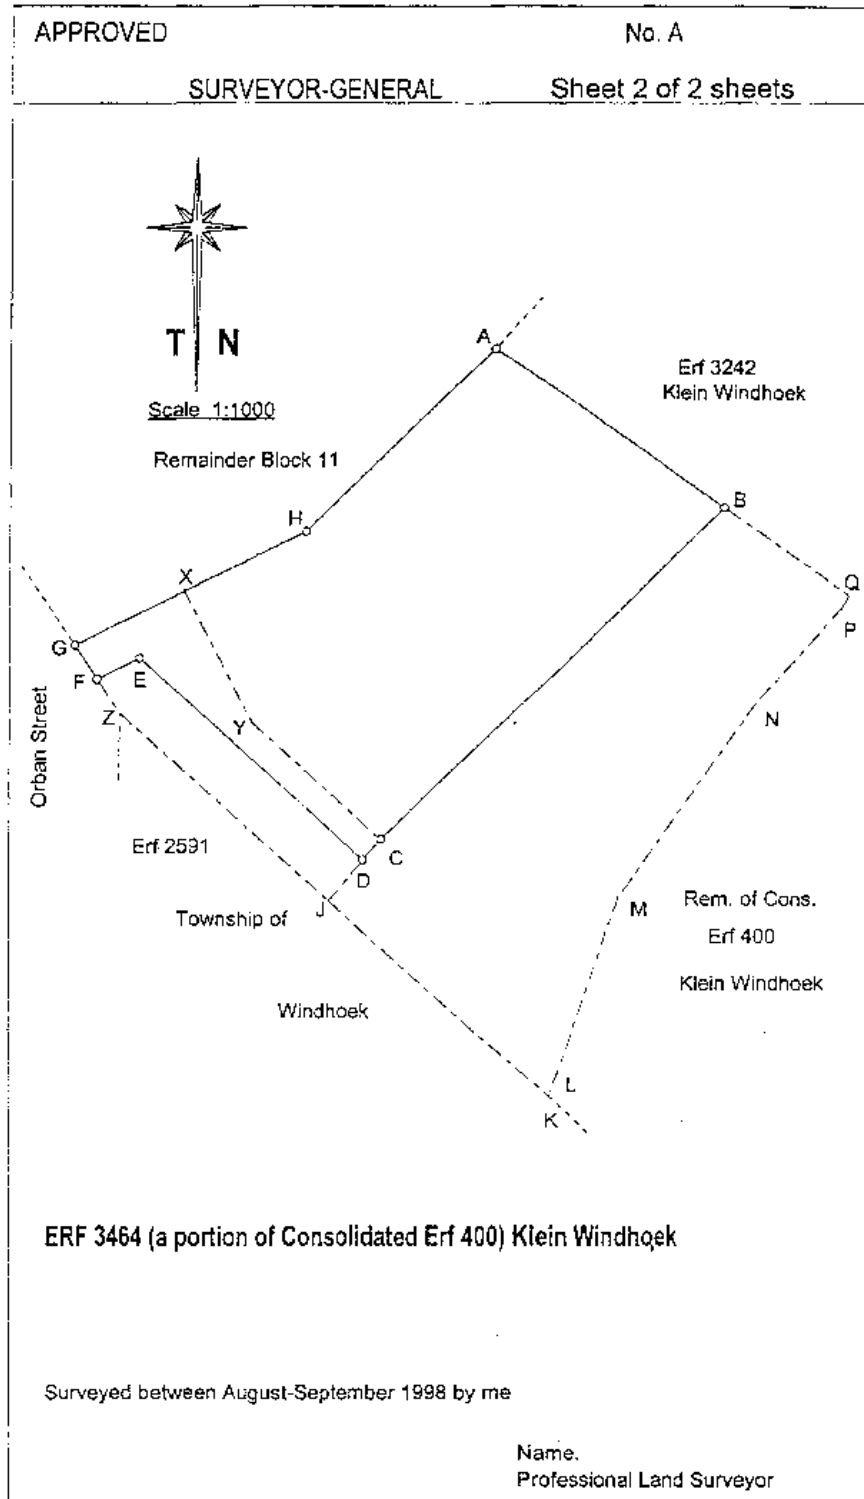 APPROVED No. A
SURVEYOR-GENERAL Sheet 2 of 2 sheets
T N
Scale 1:1000
A
Erf 3242
Klein Windhoek
Remainder Block 11
B
H
X
Q
P
G
F
E
Z
Y
N
Orban Street
Erf 2591
C
D
J
M
Rem. of Cons.
Erf 400
Township of
Klein Windhoek
Windhoek
L
K
ERF 3464 (a portion of Consolidated Erf 400) Klein Windhoek
Surveyed between August-September 1998 by me
Name.
Professional Land Surveyor